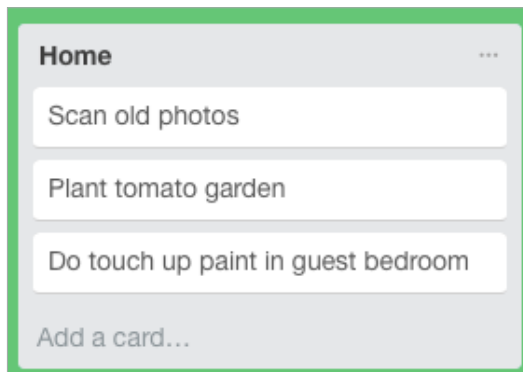 Home
Scan old photos
Plant tomato garden
Do touch up paint in guest bedroom
Add a card...